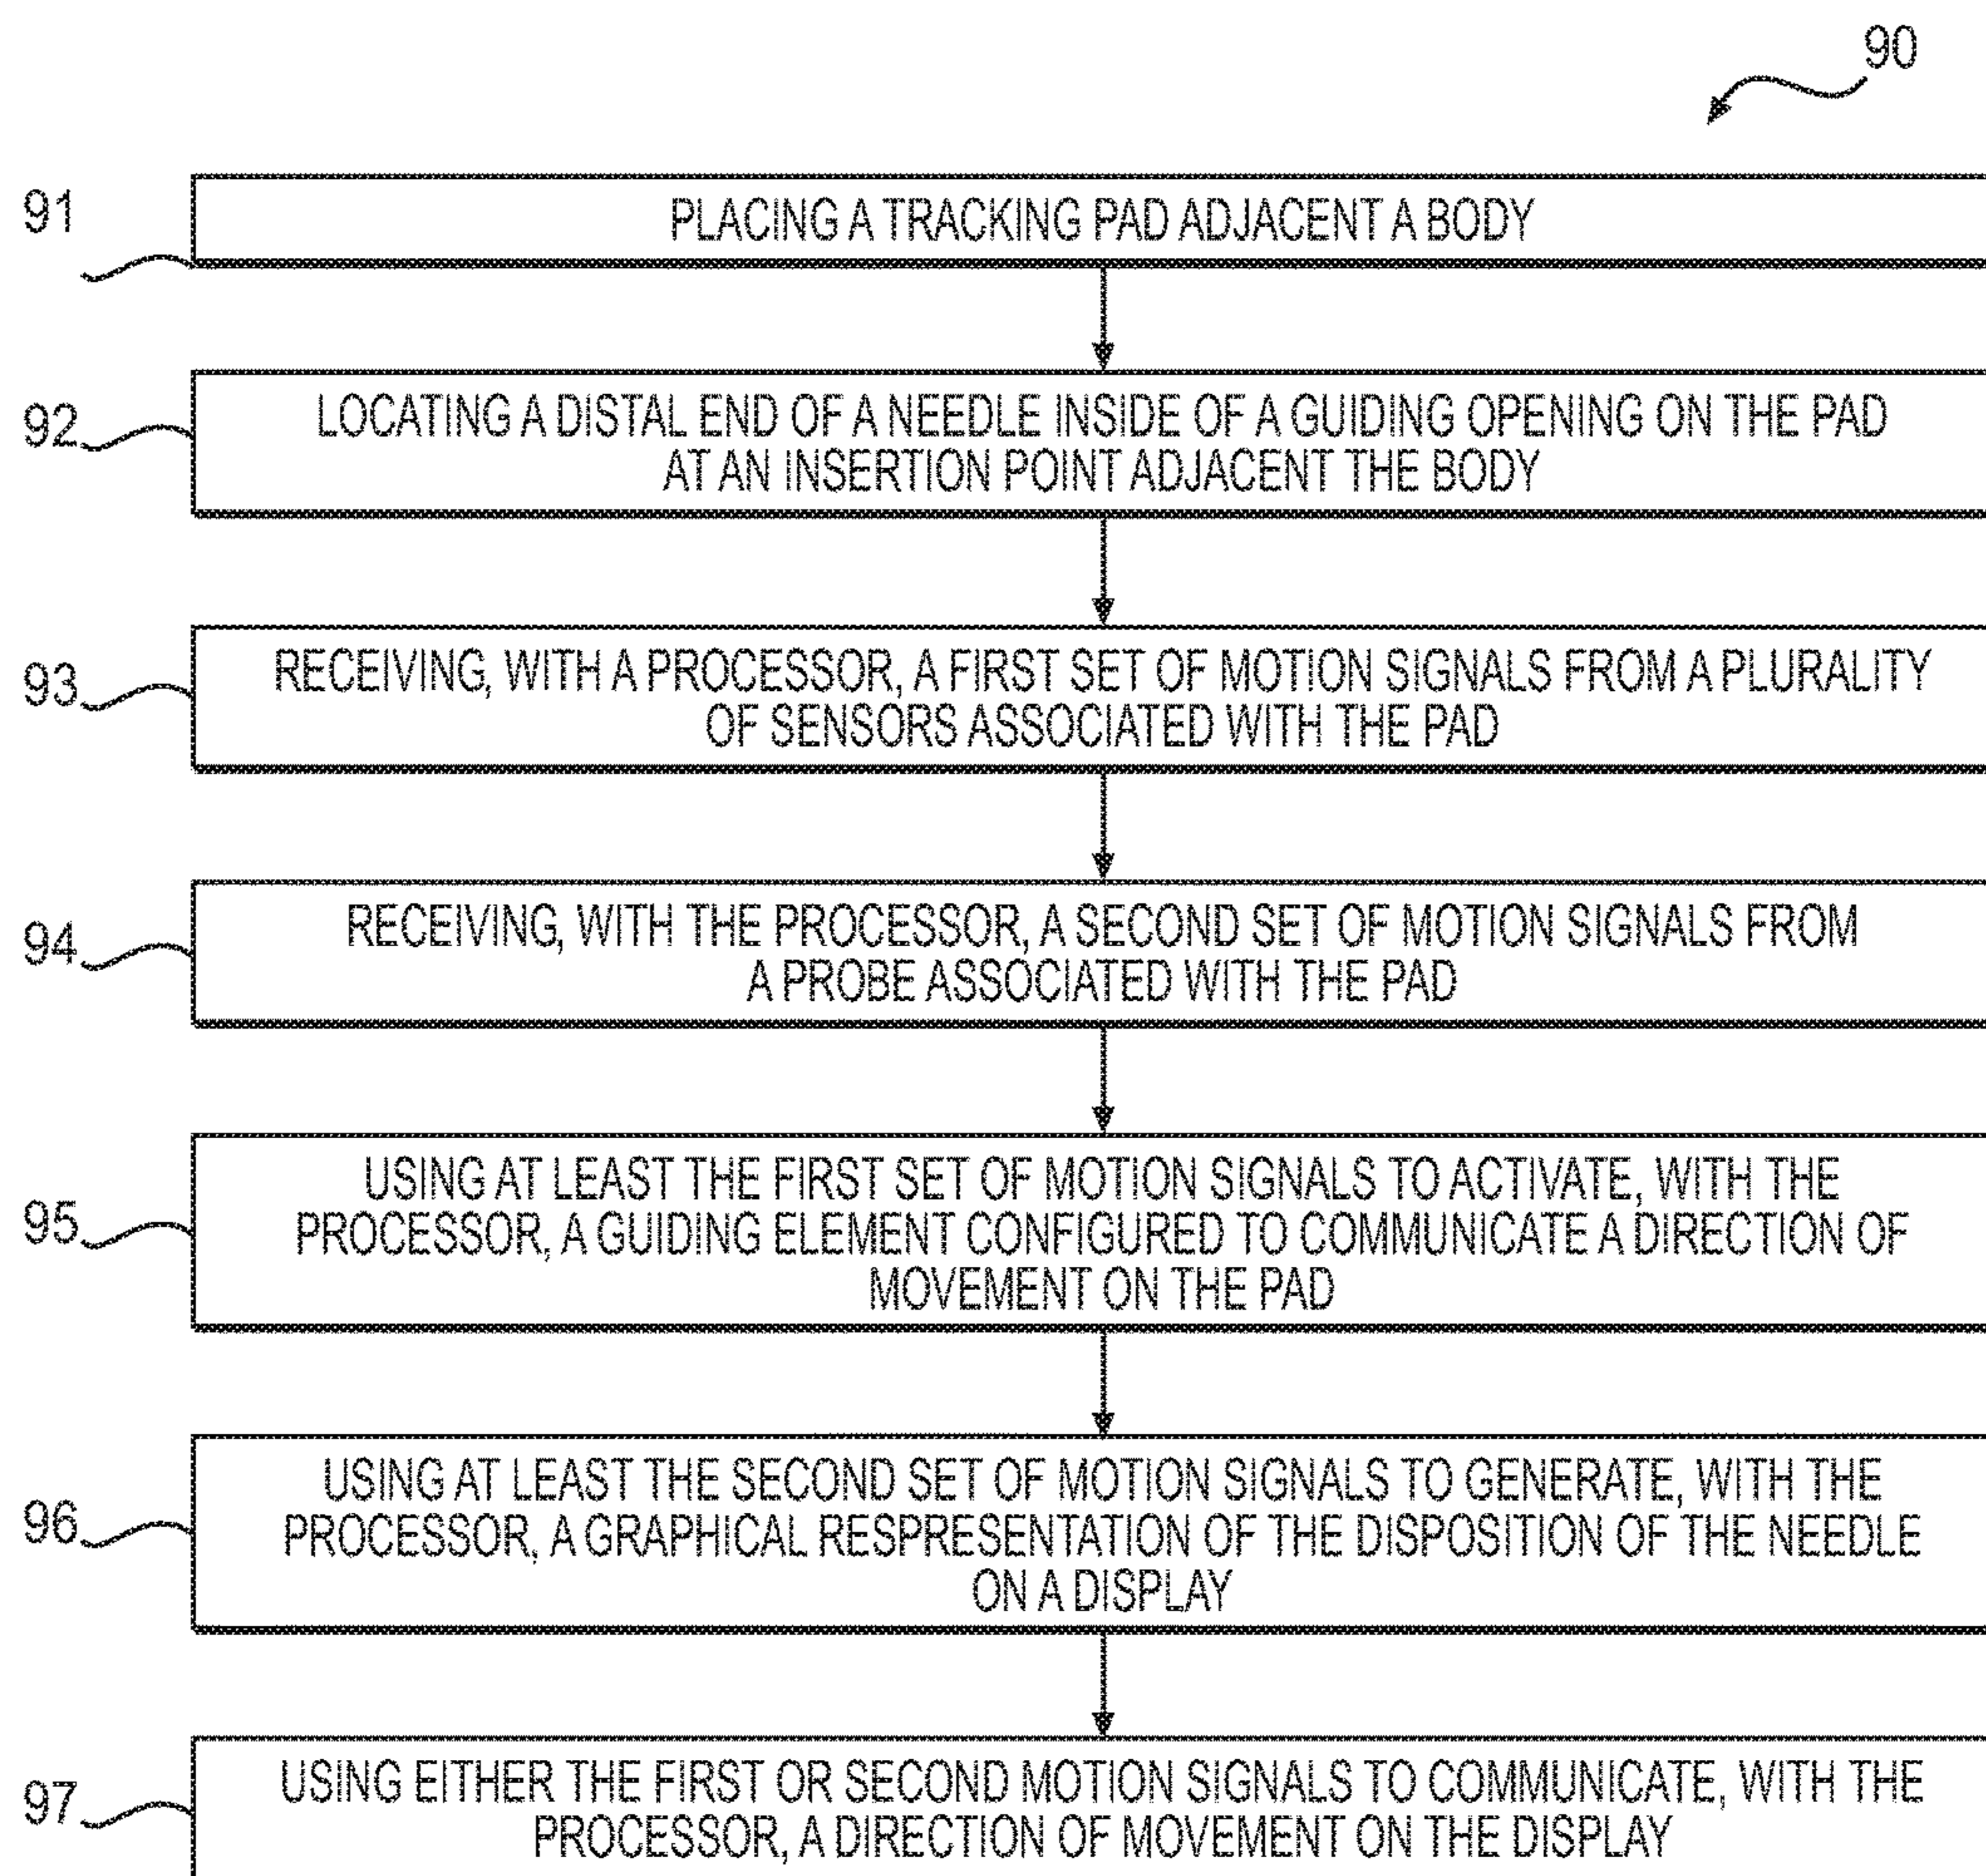 90
91
PLACING A TRACKING PAD ADJACENT A BODY
92
LOCATING A DISTAL END OF A NEEDLE INSIDE OF A GUIDING OPENING ON THE PAD
AT AN INSERTION POINT ADJACENT THE BODY
93
RECEIVING, WITH A PROCESSOR, A FIRST SET OF MOTION SIGNALS FROM A PLURALITY
OF SENSORS ASSOCIATED WITH THE PAD
94
RECEIVING, WITH THE PROCESSOR, A SECOND SET OF MOTION SIGNALS FROM
A PROBE ASSOCIATED WITH THE PAD
95
USING AT LEAST THE FIRST SET OF MOTION SIGNALS TO ACTIVATE, WITH THE
PROCESSOR, A GUIDING ELEMENT CONFIGURED TO COMMUNICATE A DIRECTION OF
MOVEMENT ON THE PAD
96
USING AT LEAST THE SECOND SET OF MOTION SIGNALS TO GENERATE, WITH THE
PROCESSOR, A GRAPHICAL RESPRESENTATION OF THE DISPOSITION OF THE NEEDLE
ON A DISPLAY
97
USING EITHER THE FIRST OR SECOND MOTION SIGNALS TO COMMUNICATE, WITH THE
PROCESSOR, A DIRECTION OF MOVEMENT ON THE DISPLAY